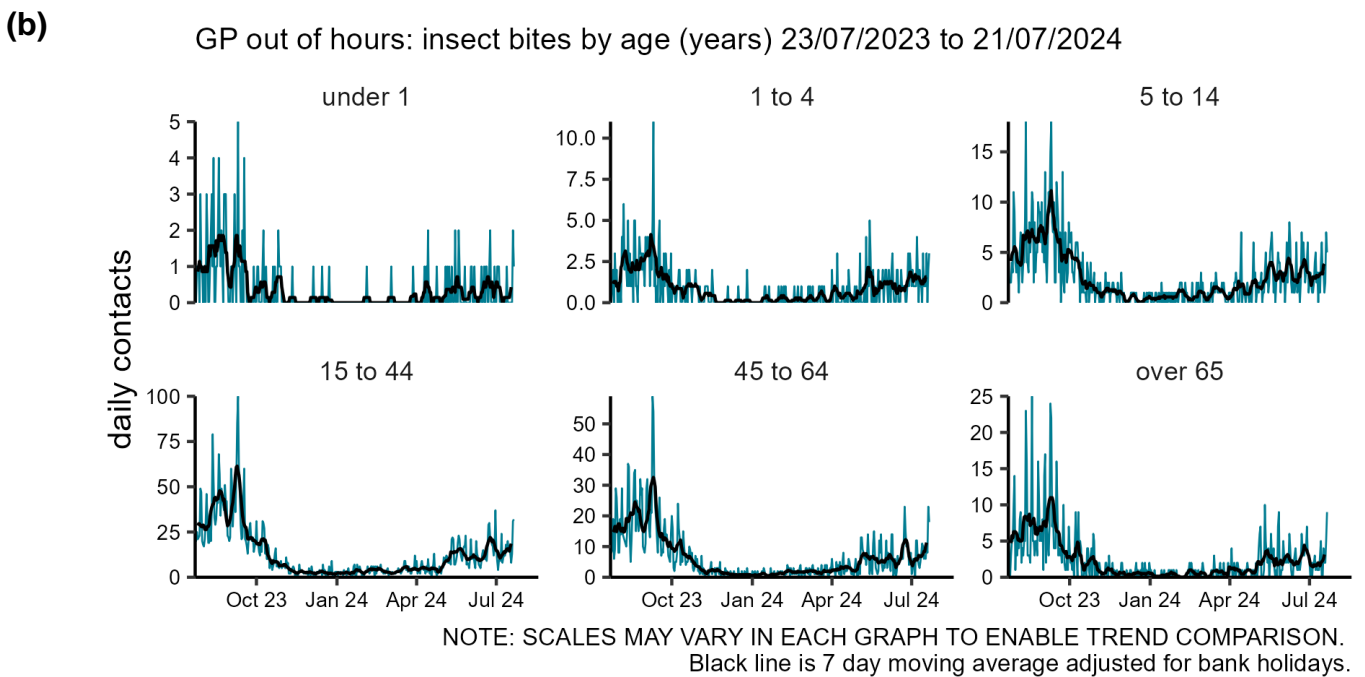 (b)
GP out of hours: insect bites by age (years) 23/07/2023 to 21/07/2024
daily contacts
under 1
5
4
3
2
1
0
1 to 4
10.0
7.5
5.0
2.5
0.0
5 to 14
15
10
5
0
15 to 44
100
75
50
25
0
Oct 23 Jan 24 Apr 24 Jul 24
45 to 64
50
40
30
20
10
0
Oct 23 Jan 24 Apr 24 Jul 24
over 65
25
20
15
10
5
0
Oct 23 Jan 24 Apr 24 Jul 24
NOTE: SCALES MAY VARY IN EACH GRAPH TO ENABLE TREND COMPARISON.
Black line is 7 day moving average adjusted for bank holidays.